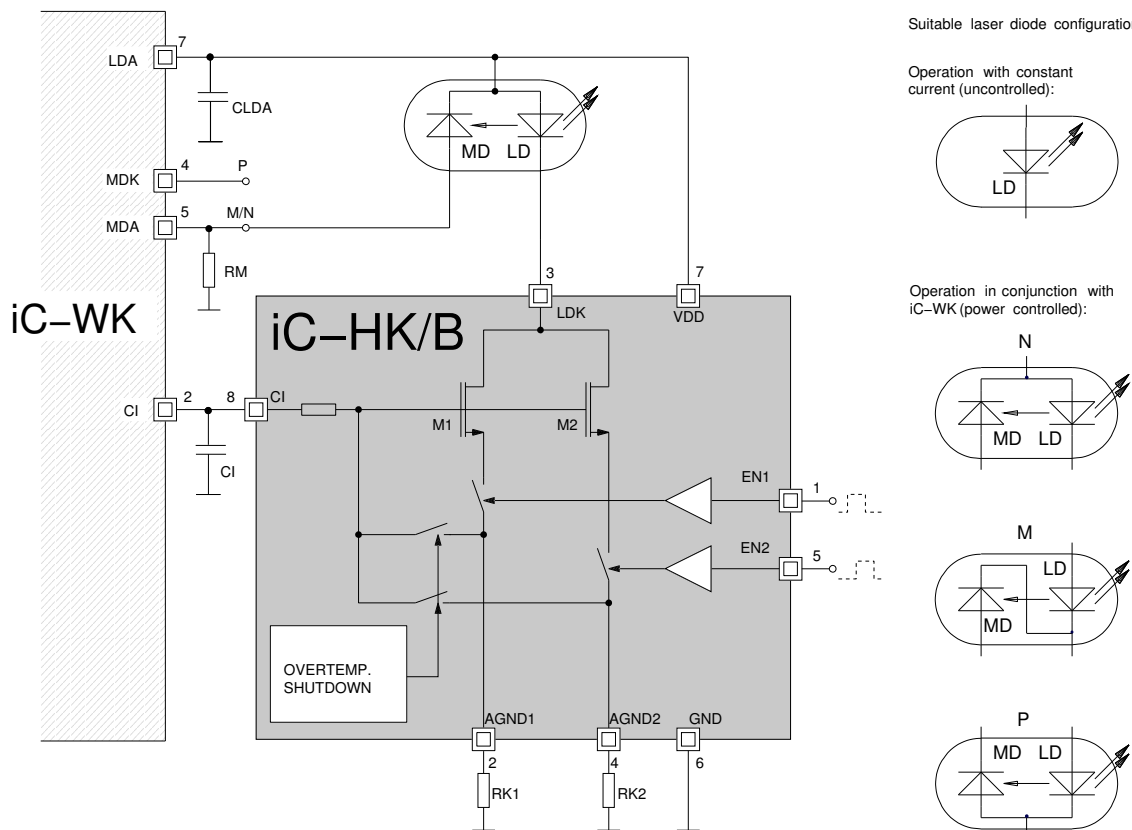 Suitable laser diode configuratio
7
LDA
CLDA
MD LD
Operation with constant
current (uncontrolled):
LD
4
P
MDK
5
M/N
MDA
RM
3
7
LDK
VDD
iC–WK
iC–HK/B
Operation in conjunction with
iC–WK (power controlled):
N
MD LD
2
8
CI
CI
CI
M1
M2
EN1
1
EN2
5
M
LD
MD
OVERTEMP.
SHUTDOWN
AGND1
AGND2
GND
2
4
6
RK1
RK2
P
MD LD